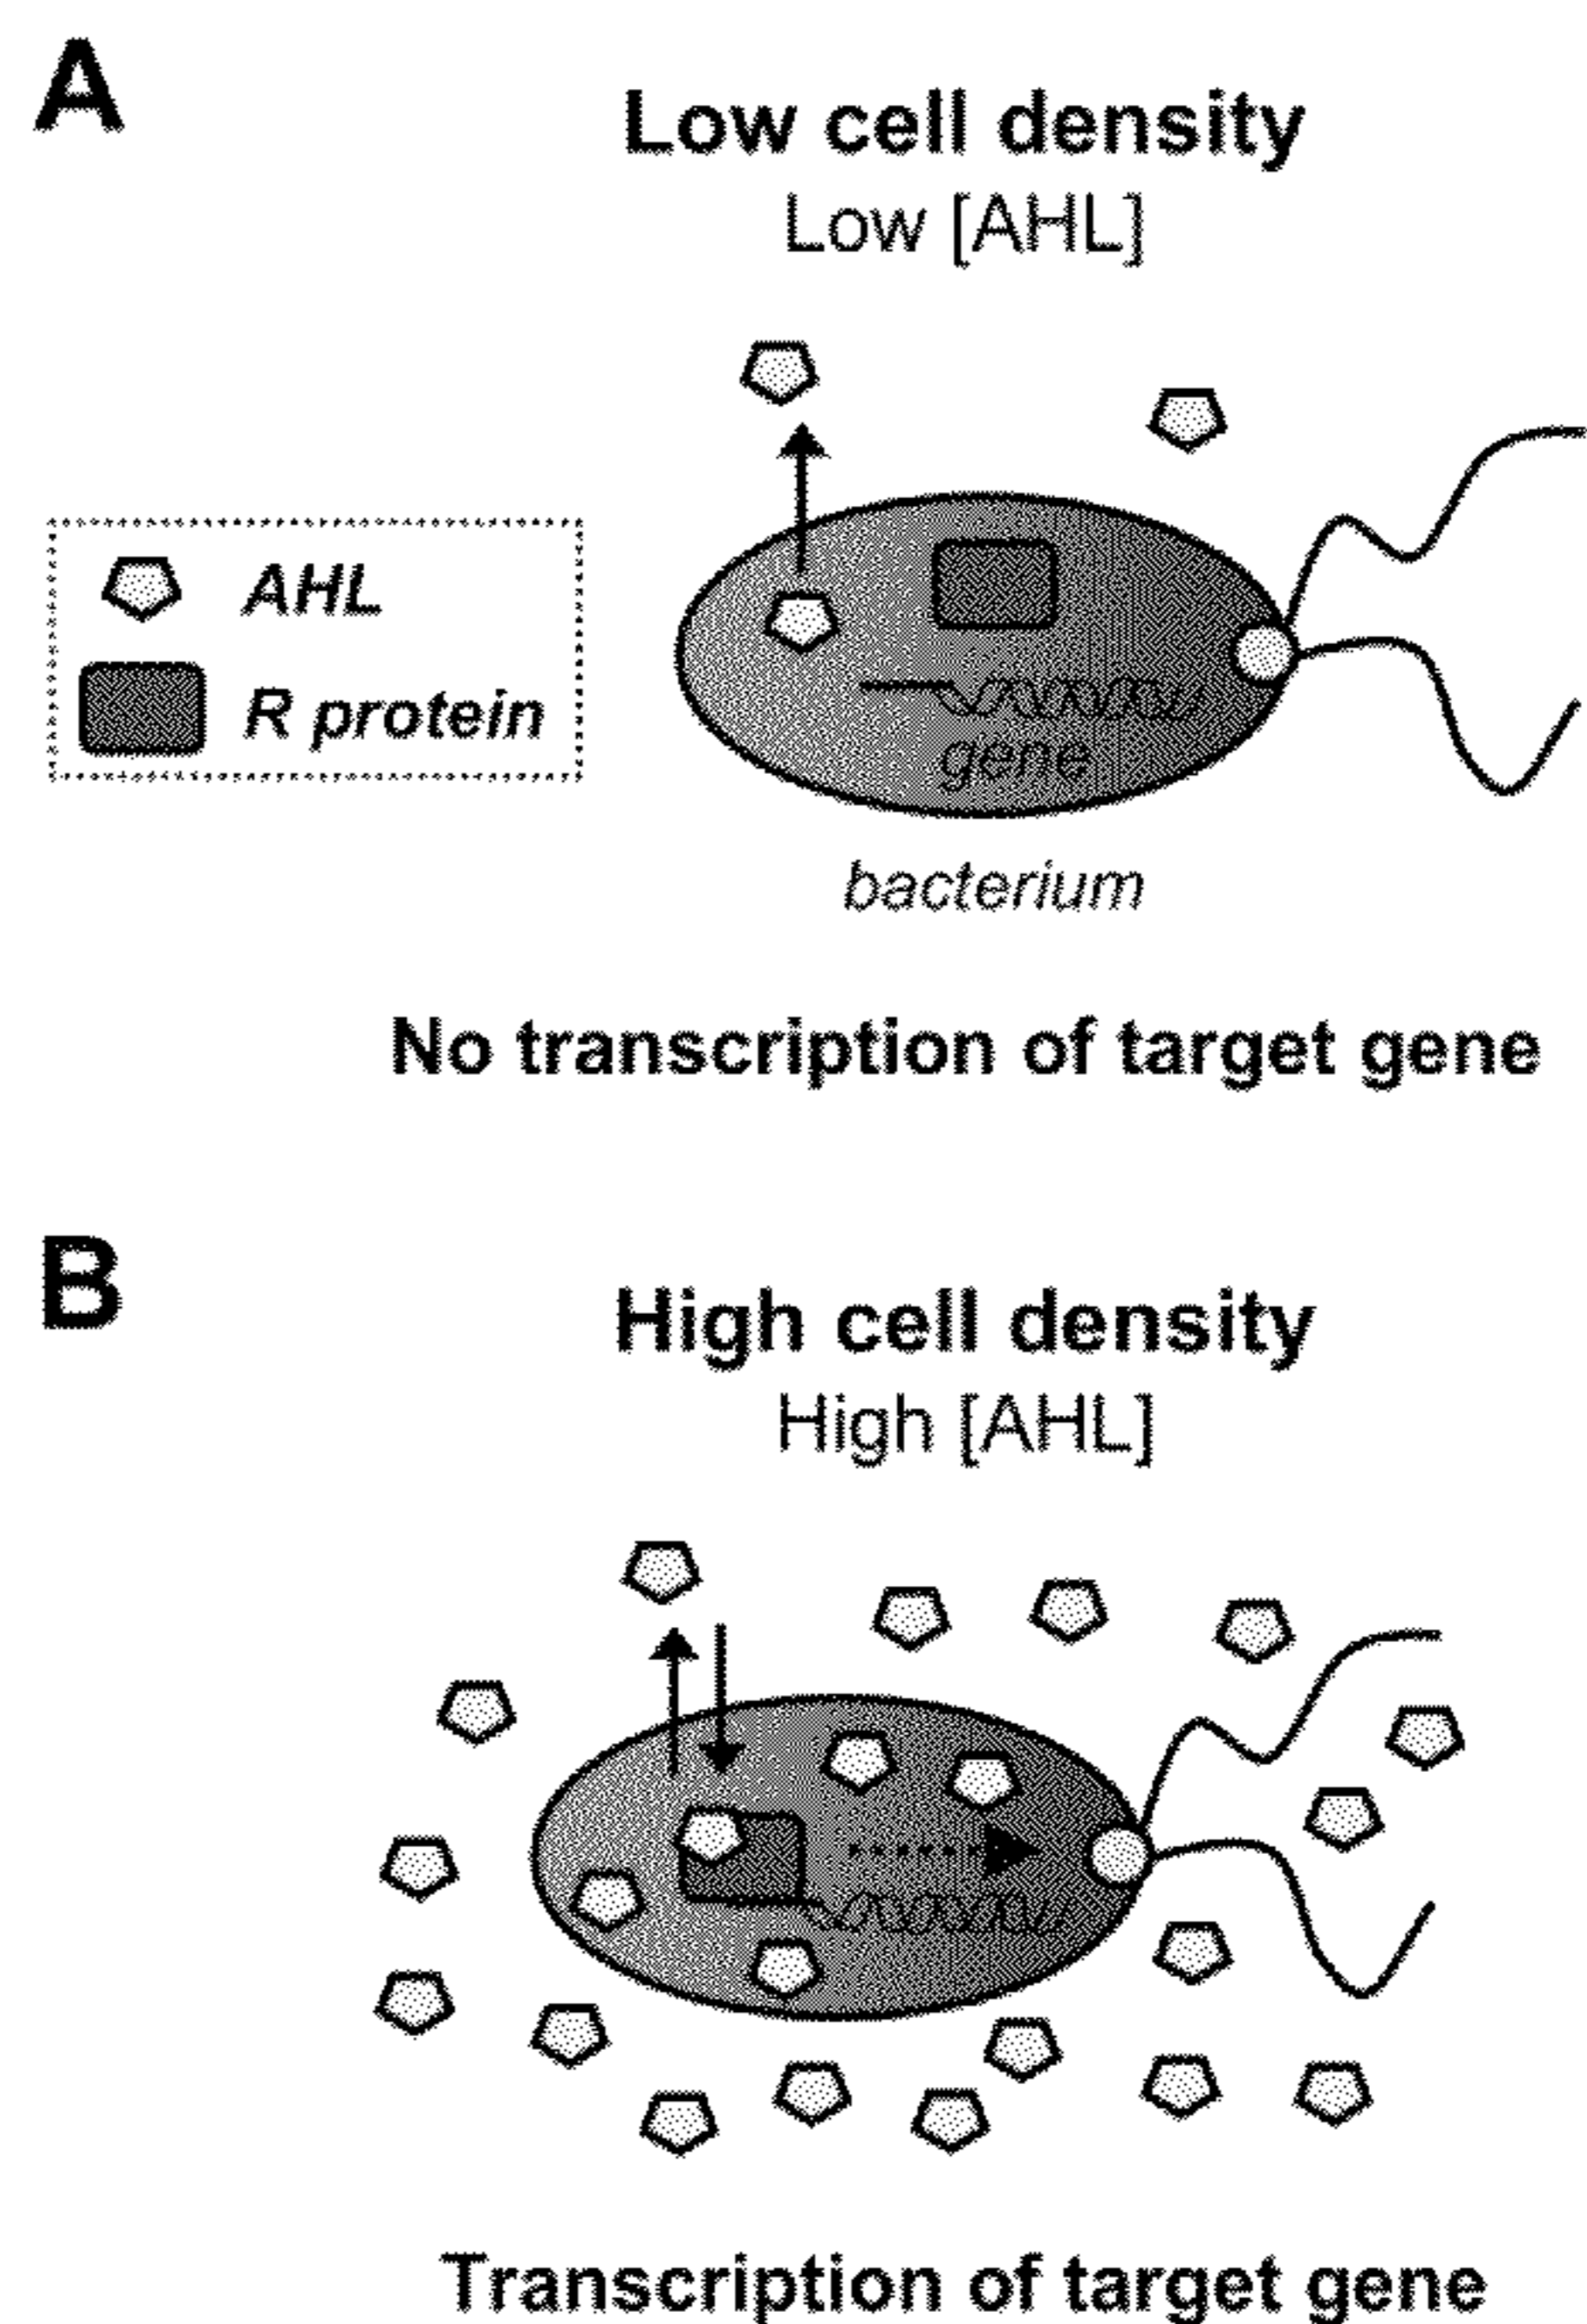 A
Low cell density
Low [AHL]
AHL
R protein
gene
bacterium
No transcription of target gene
B
High cell density
High [AHL]
Transcription of target gene